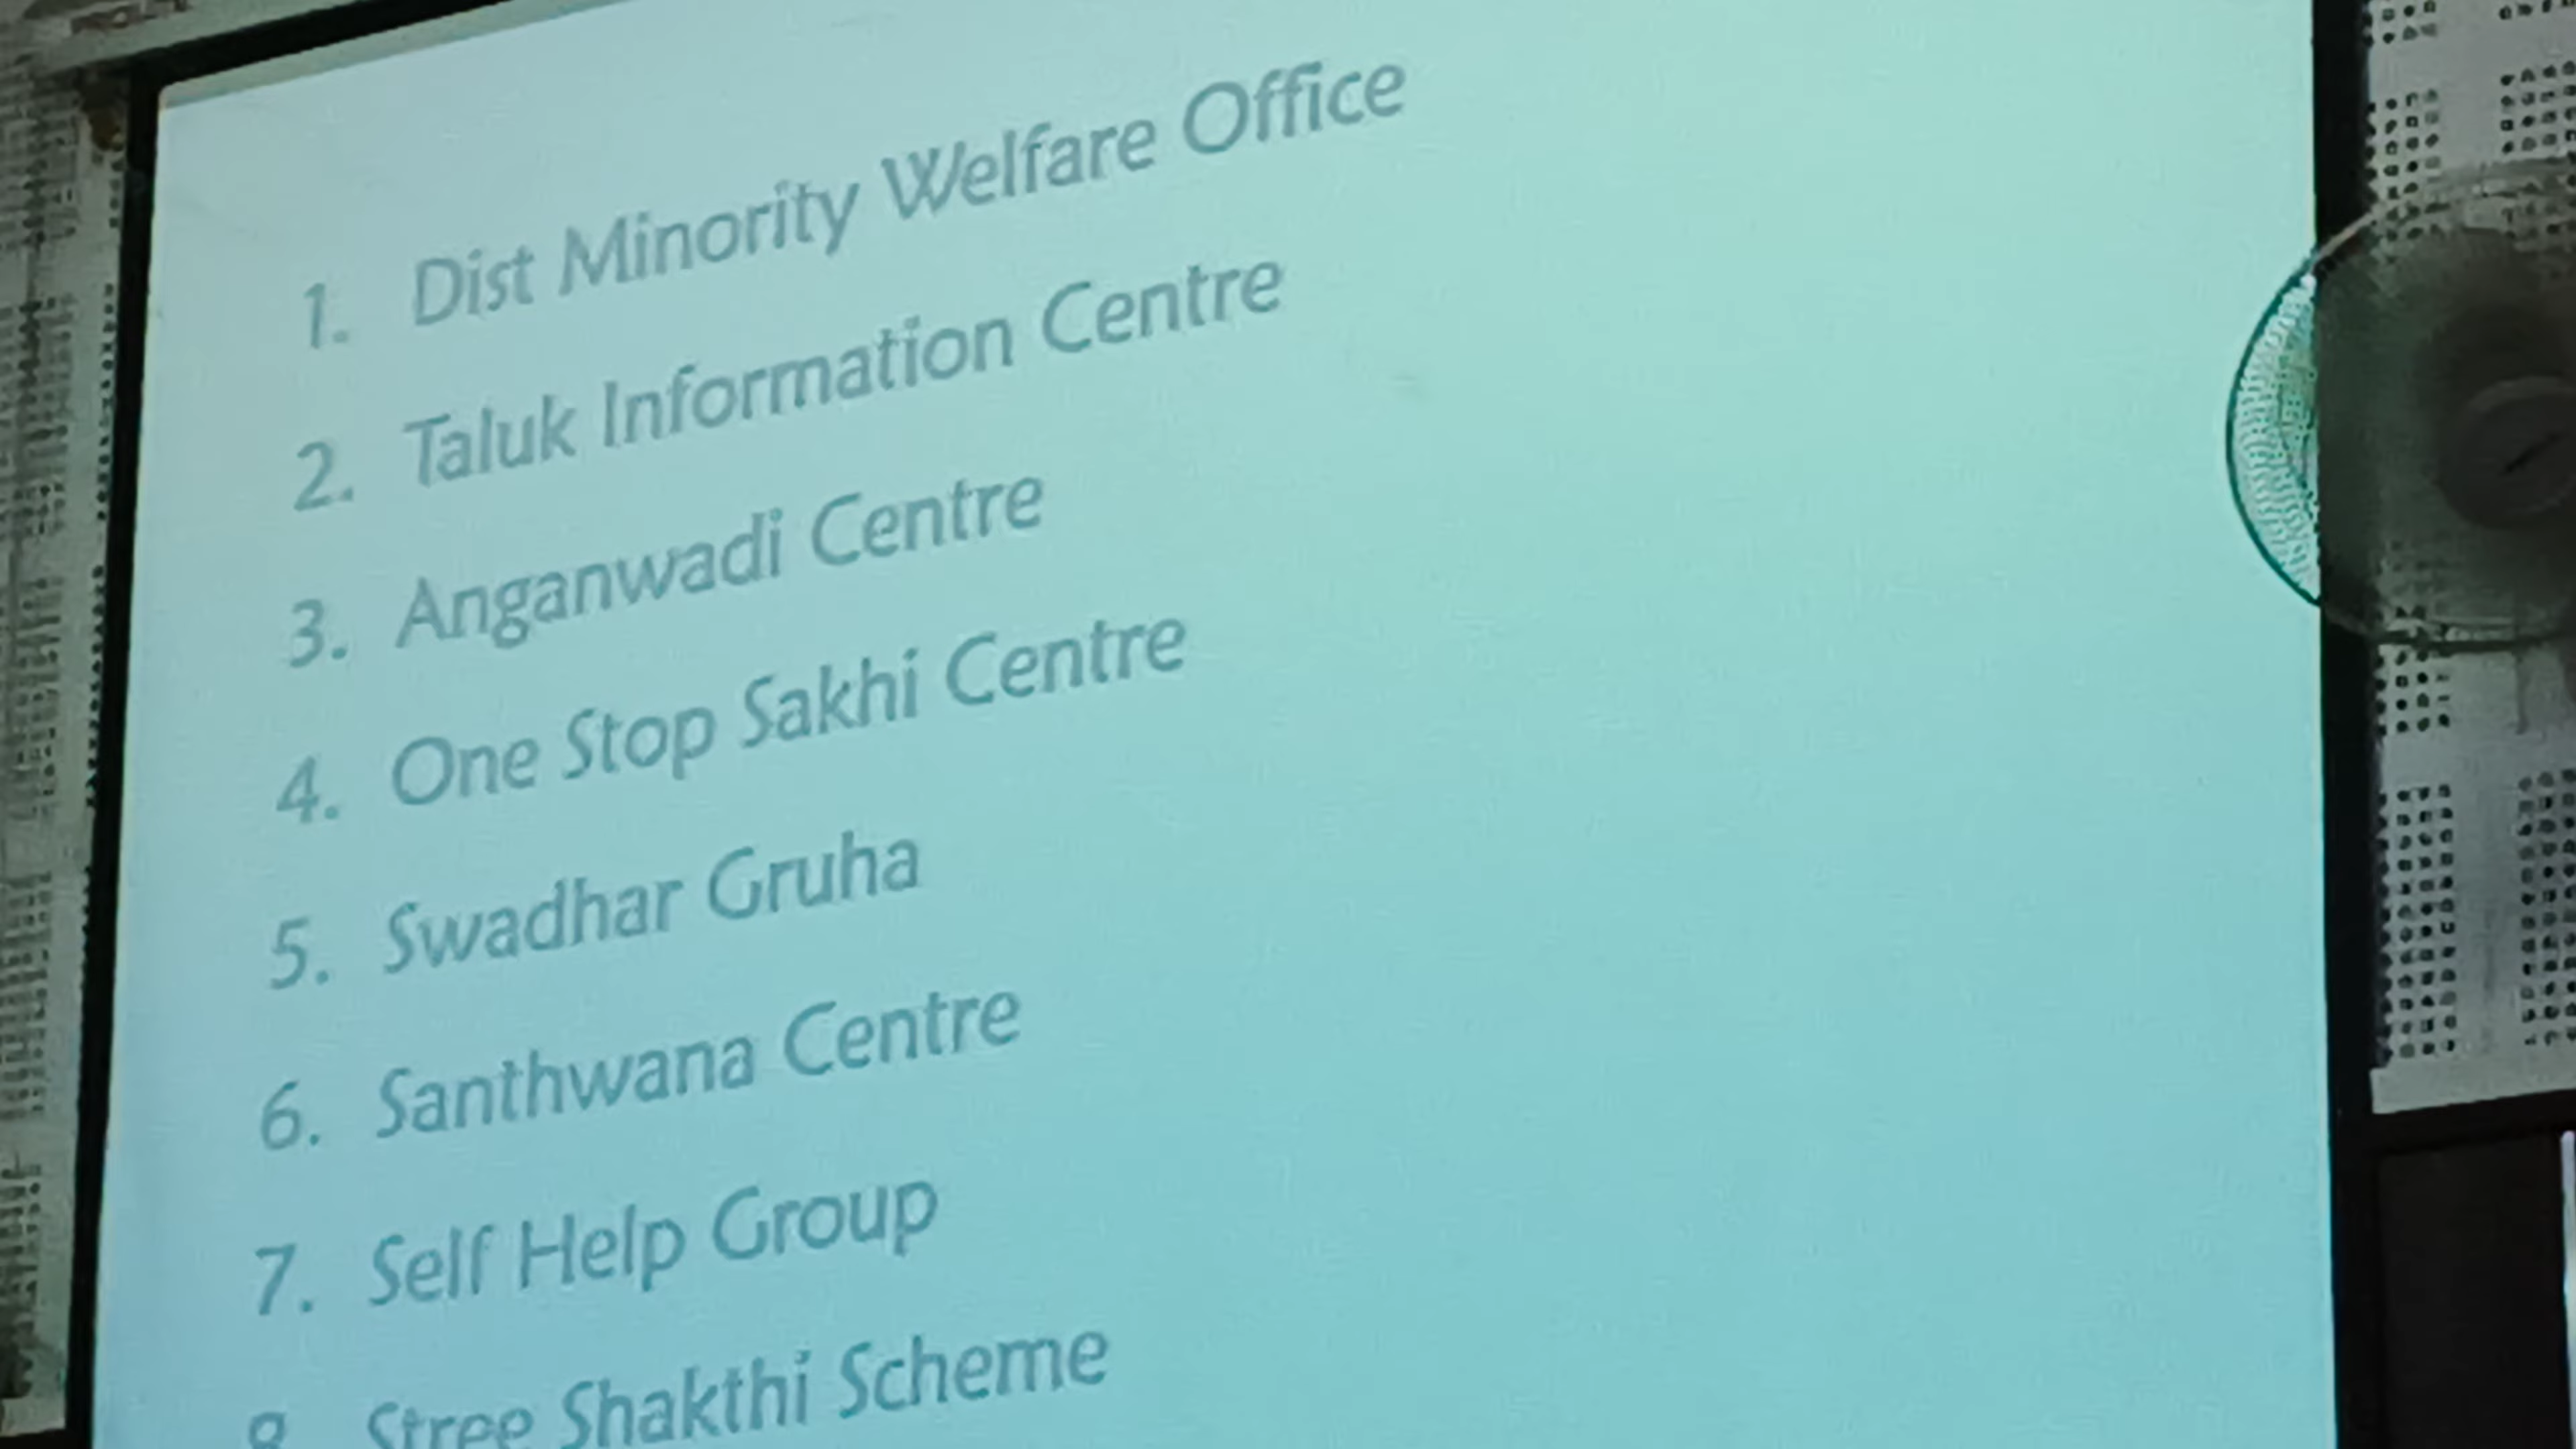 1. Dist Minority Welfare Office
2. Taluk Information Centre
3. Anganwadi Centre
4. One Stop Sakhi Centre
5. Swadhar Gruha
6. Santhwana Centre
7. Self Help Group
8. Stree Shakthi Scheme